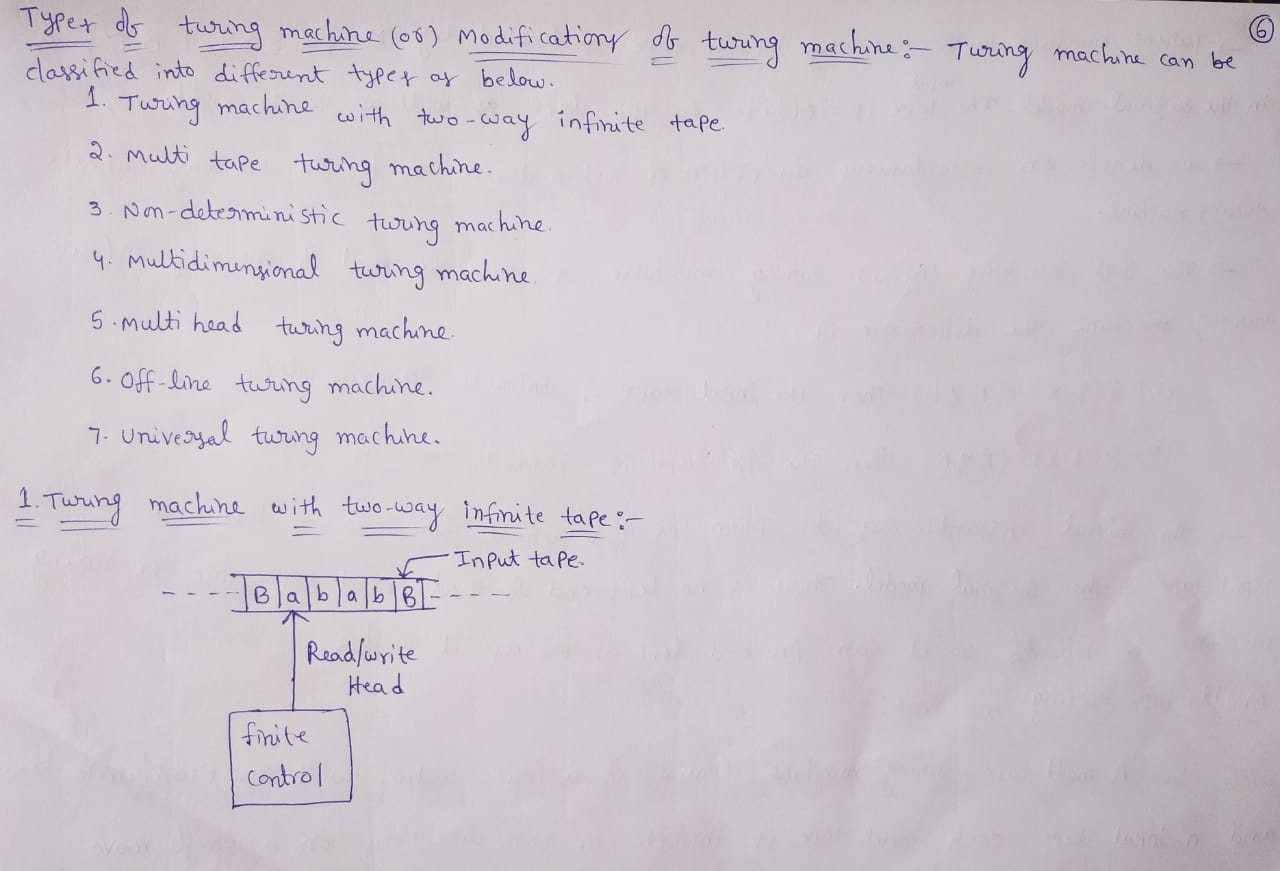 Types of turing machine (or) Modifications of turing machine:- Turing machine can be
6
classified into different types as below.
1. Turing machine with two-way infinite tape.
2. Multi tape turing machine.
3. Non-deterministic turing machine.
4. Multidimensional turing machine
5. Multi head turing machine.
6. Off-line turing machine.
7. Universal turing machine.
1. Turing machine with two-way infinite tape:-
Input tape.
---- B a b a b B ----
Read/write
Head
finite
control